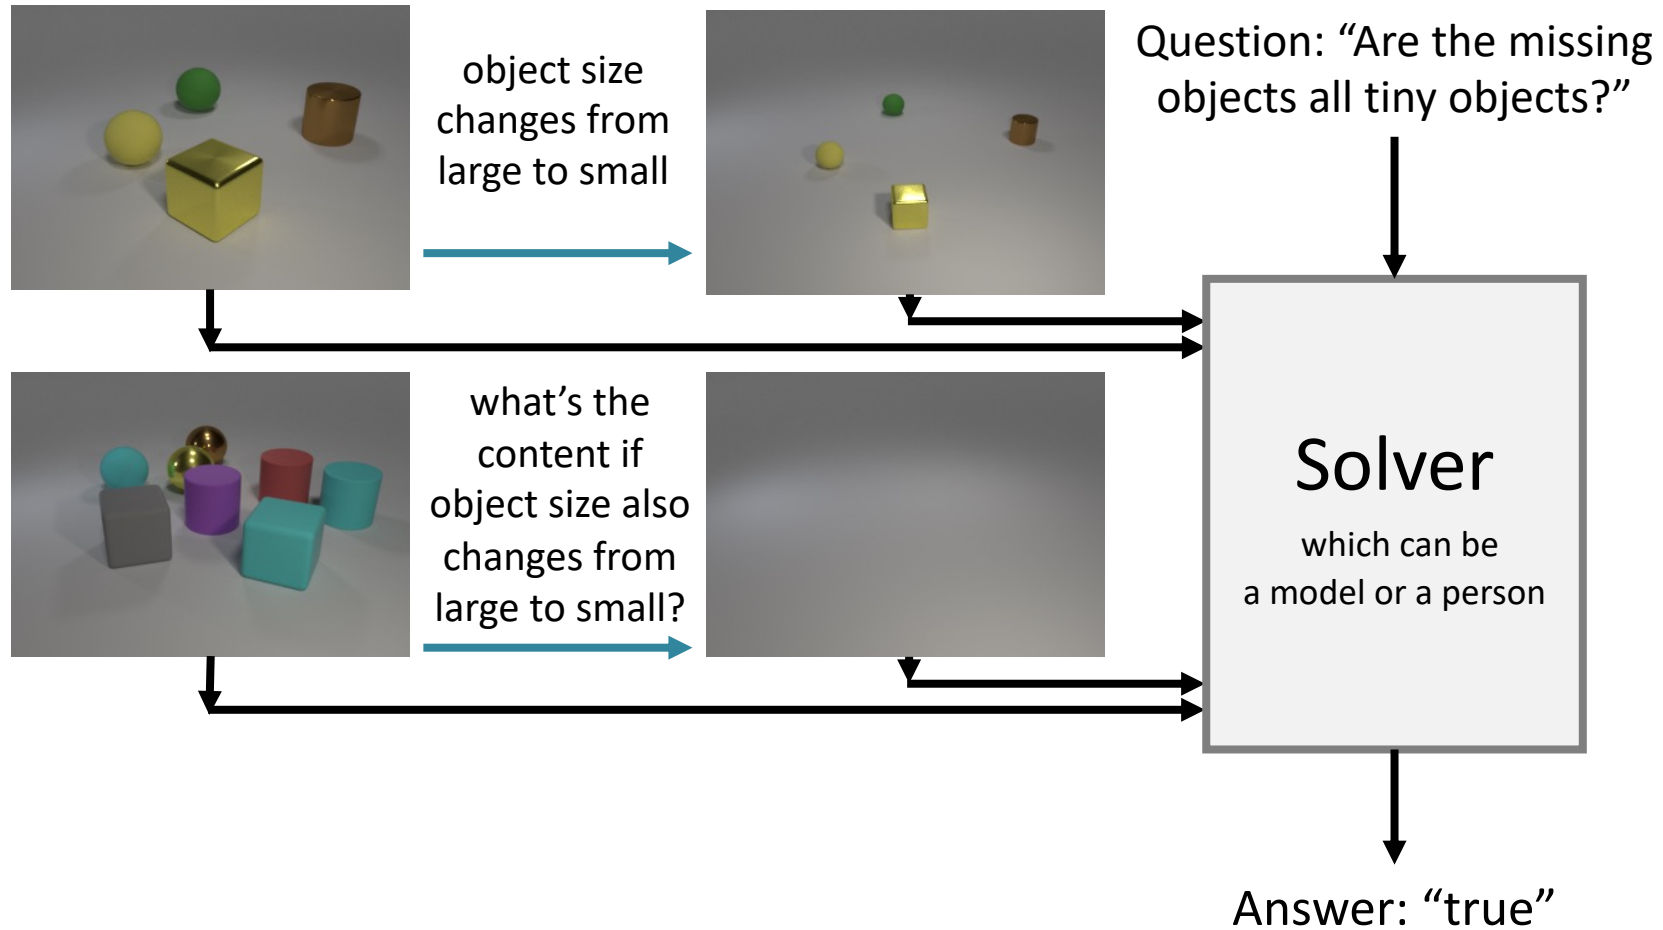 object size
changes from
large to small
Question: “Are the missing
objects all tiny objects?”
what’s the
content if
object size also
changes from
large to small?
Solver
which can be
a model or a person
Answer: “true”